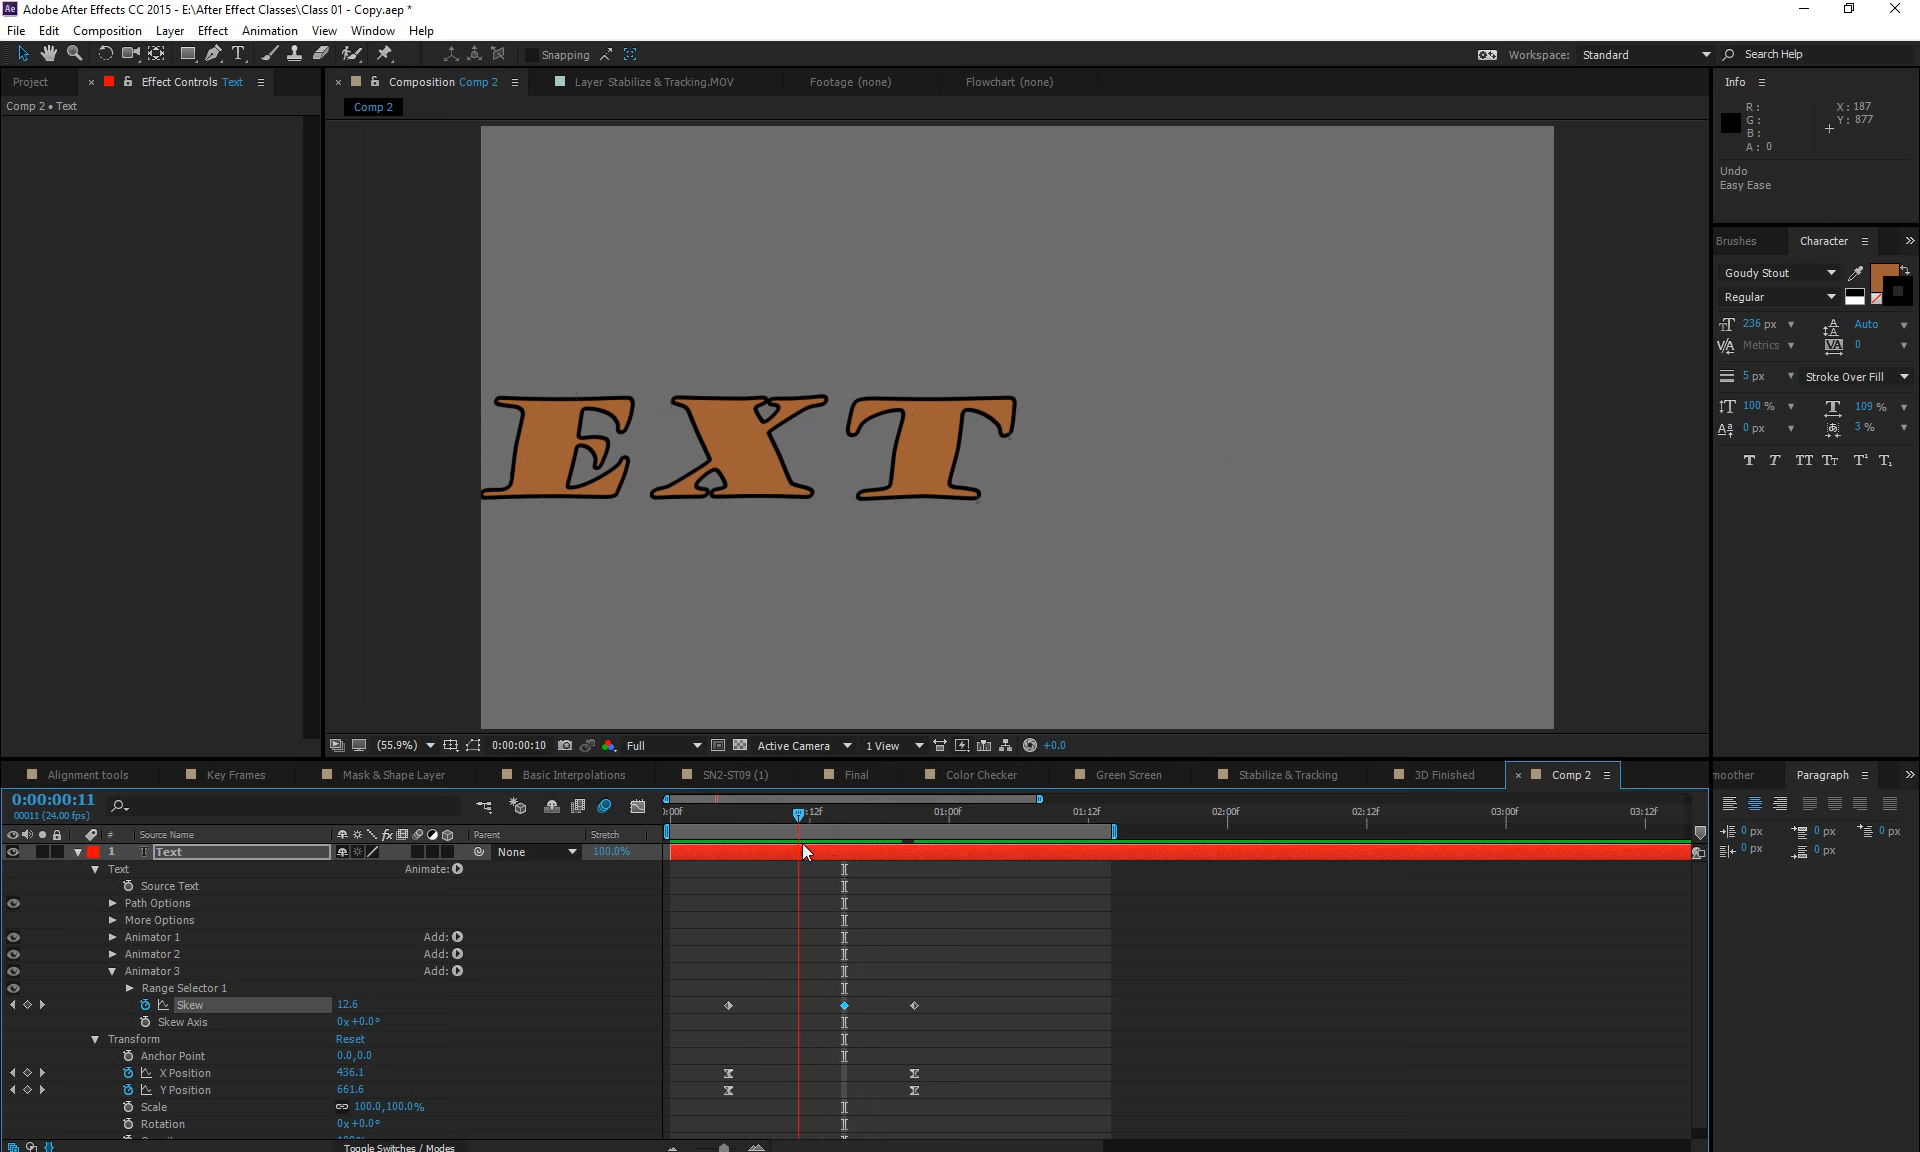 Adobe After Effects CC 2015 - E:\After Effect Classes\Class 01 - Copy.aep *
File Edit Composition Layer Effect Animation View Window Help
Snapping Workspace: Standard Search Help
Project Effect Controls Text Composition Comp 2 Layer Stabilize & Tracking.MOV Footage (none) Flowchart (none) Info
Comp 2 • Text Comp 2
R: X: 187
G: Y: 877
B:
A: 0
Undo
Easy Ease
Brushes Character
Goudy Stout
Regular
236 px Auto
Metrics 0
5 px Stroke Over Fill
100 % 109 %
0 px 3 %
T T TT Tr T¹ T₁
EXT
(55.9%) 0:00:00:10 Full Active Camera 1 View +0.0
Alignment tools Key Frames Mask & Shape Layer Basic Interpolations SN2-ST09 (1) Final Color Checker Green Screen Stabilize & Tracking 3D Finished Comp 2 moother Paragraph
0:00:00:11
00011 (24.00 fps)
):00f 12f 01:00f 01:12f 02:00f 02:12f 03:00f 03:12f
0 px 0 px 0 px
0 px 0 px
# Source Name Parent Stretch
1 T Text None 100.0%
Text Animate:
Source Text
Path Options
More Options
Animator 1 Add:
Animator 2 Add:
Animator 3 Add:
Range Selector 1
Skew 12.6
Skew Axis 0x+0.0°
Transform Reset
Anchor Point 0.0,0.0
X Position 436.1
Y Position 661.6
Scale 100.0,100.0%
Rotation 0x+0.0°
Toggle Switches / Modes